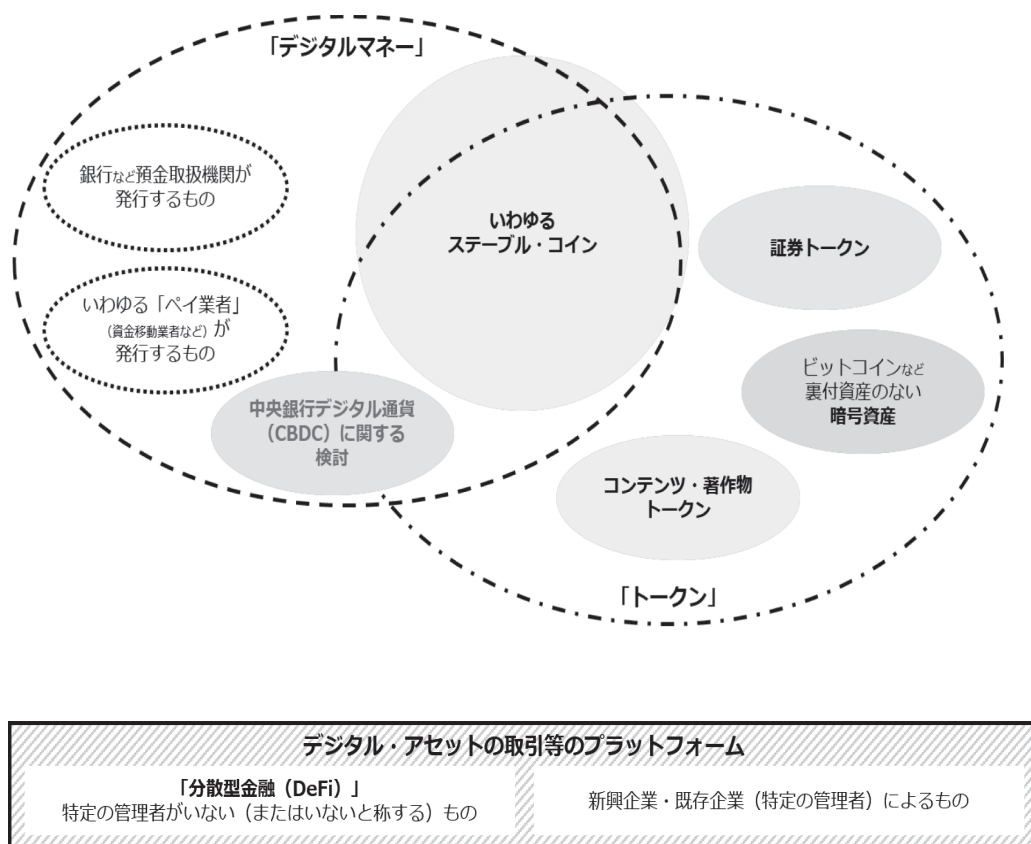 「デジタルマネー」
銀行など預金取扱機関が
発行するもの
いわゆる
ステーブル・コイン
証券トークン
いわゆる「ペイ業者」
（資金移動業者など）が
発行するもの
ビットコインなど
裏付資産のない
暗号資産
中央銀行デジタル通貨
（CBDC）に関する
検討
コンテンツ・著作物
トークン
「トークン」
デジタル・アセットの取引等のプラットフォーム
「分散型金融（DeFi）」
特定の管理者がいない（またはいないと称する）もの
新興企業・既存企業（特定の管理者）によるもの